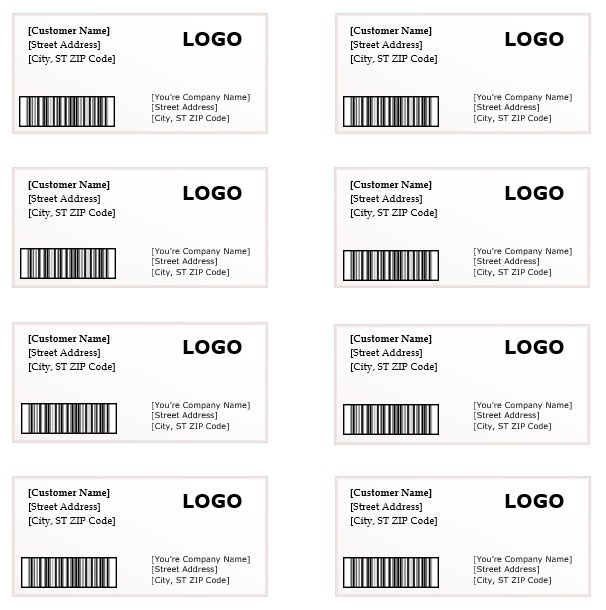 [Customer Name]
[Street Address]
[City, ST ZIP Code]
LOGO
[You're Company Name]
[Street Address]
[City, ST ZIP Code]
[Customer Name]
[Street Address]
[City, ST ZIP Code]
LOGO
[You're Company Name]
[Street Address]
[City, ST ZIP Code]
[Customer Name]
[Street Address]
[City, ST ZIP Code]
LOGO
[You're Company Name]
[Street Address]
[City, ST ZIP Code]
[Customer Name]
[Street Address]
[City, ST ZIP Code]
LOGO
[You're Company Name]
[Street Address]
[City, ST ZIP Code]
[Customer Name]
[Street Address]
[City, ST ZIP Code]
LOGO
[You're Company Name]
[Street Address]
[City, ST ZIP Code]
[Customer Name]
[Street Address]
[City, ST ZIP Code]
LOGO
[You're Company Name]
[Street Address]
[City, ST ZIP Code]
[Customer Name]
[Street Address]
[City, ST ZIP Code]
LOGO
[You're Company Name]
[Street Address]
[City, ST ZIP Code]
[Customer Name]
[Street Address]
[City, ST ZIP Code]
LOGO
[You're Company Name]
[Street Address]
[City, ST ZIP Code]